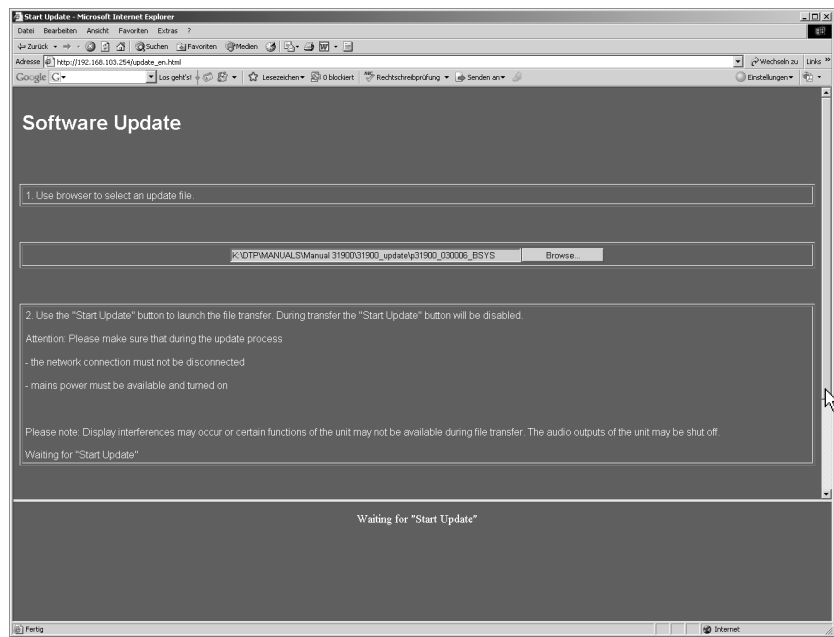 Start Update - Microsoft Internet Explorer
Datei Bearbeiten Ansicht Favoriten Extras ?
Zurück Suchen Favoriten Medien
Adresse http://192.168.103.254/update_en.html Wechseln zu Links »
Google G Los geht's! Lesezeichen 0 blockiert Rechtschreibprüfung Senden an Einstellungen
Software Update
1. Use browser to select an update file.
K:\DTP\MANUALS\Manual 31900\31900_update\p31900_030006_BSYS Browse...
2. Use the "Start Update" button to launch the file transfer. During transfer the "Start Update" button will be disabled.
Attention: Please make sure that during the update process
- the network connection must not be disconnected
- mains power must be available and turned on
Please note: Display interferences may occur or certain functions of the unit may not be available during file transfer. The audio outputs of the unit may be shut off.
Waiting for "Start Update"
Waiting for "Start Update"
Fertig Internet